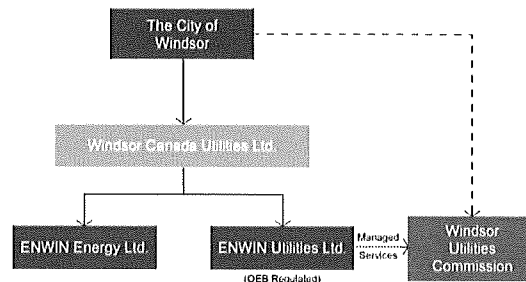 The City of
Windsor
Windsor Canada Utilities Ltd.
ENWIN Energy Ltd.
ENWIN Utilities Ltd.
(OEB Regulated)
Managed
Services
Windsor
Utilities
Commission